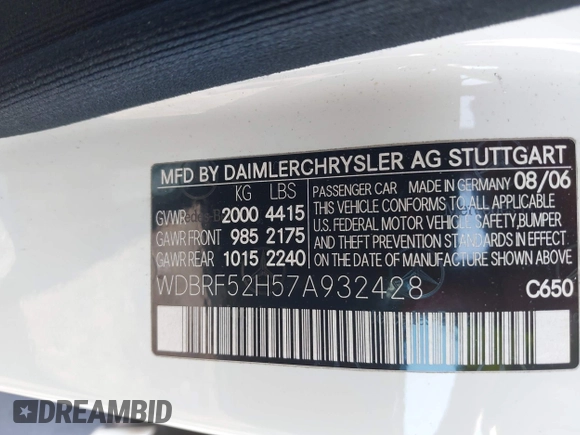 MFD BY DAIMLERCHRYSLER AG STUTTGART
KG LBS
GVWR 2000 4415
GAWR FRONT 985 2175
GAWR REAR 1015 2240
PASSENGER CAR MADE IN GERMANY 08/06
THIS VEHICLE CONFORMS TO ALL APPLICABLE
U.S. FEDERAL MOTOR VEHICLE SAFETY, BUMPER
AND THEFT PREVENTION STANDARDS IN EFFECT
ON THE DATE OF MANUFACTURE SHOWN ABOVE
WDBRF52H57A932428
C650
DREAMBID